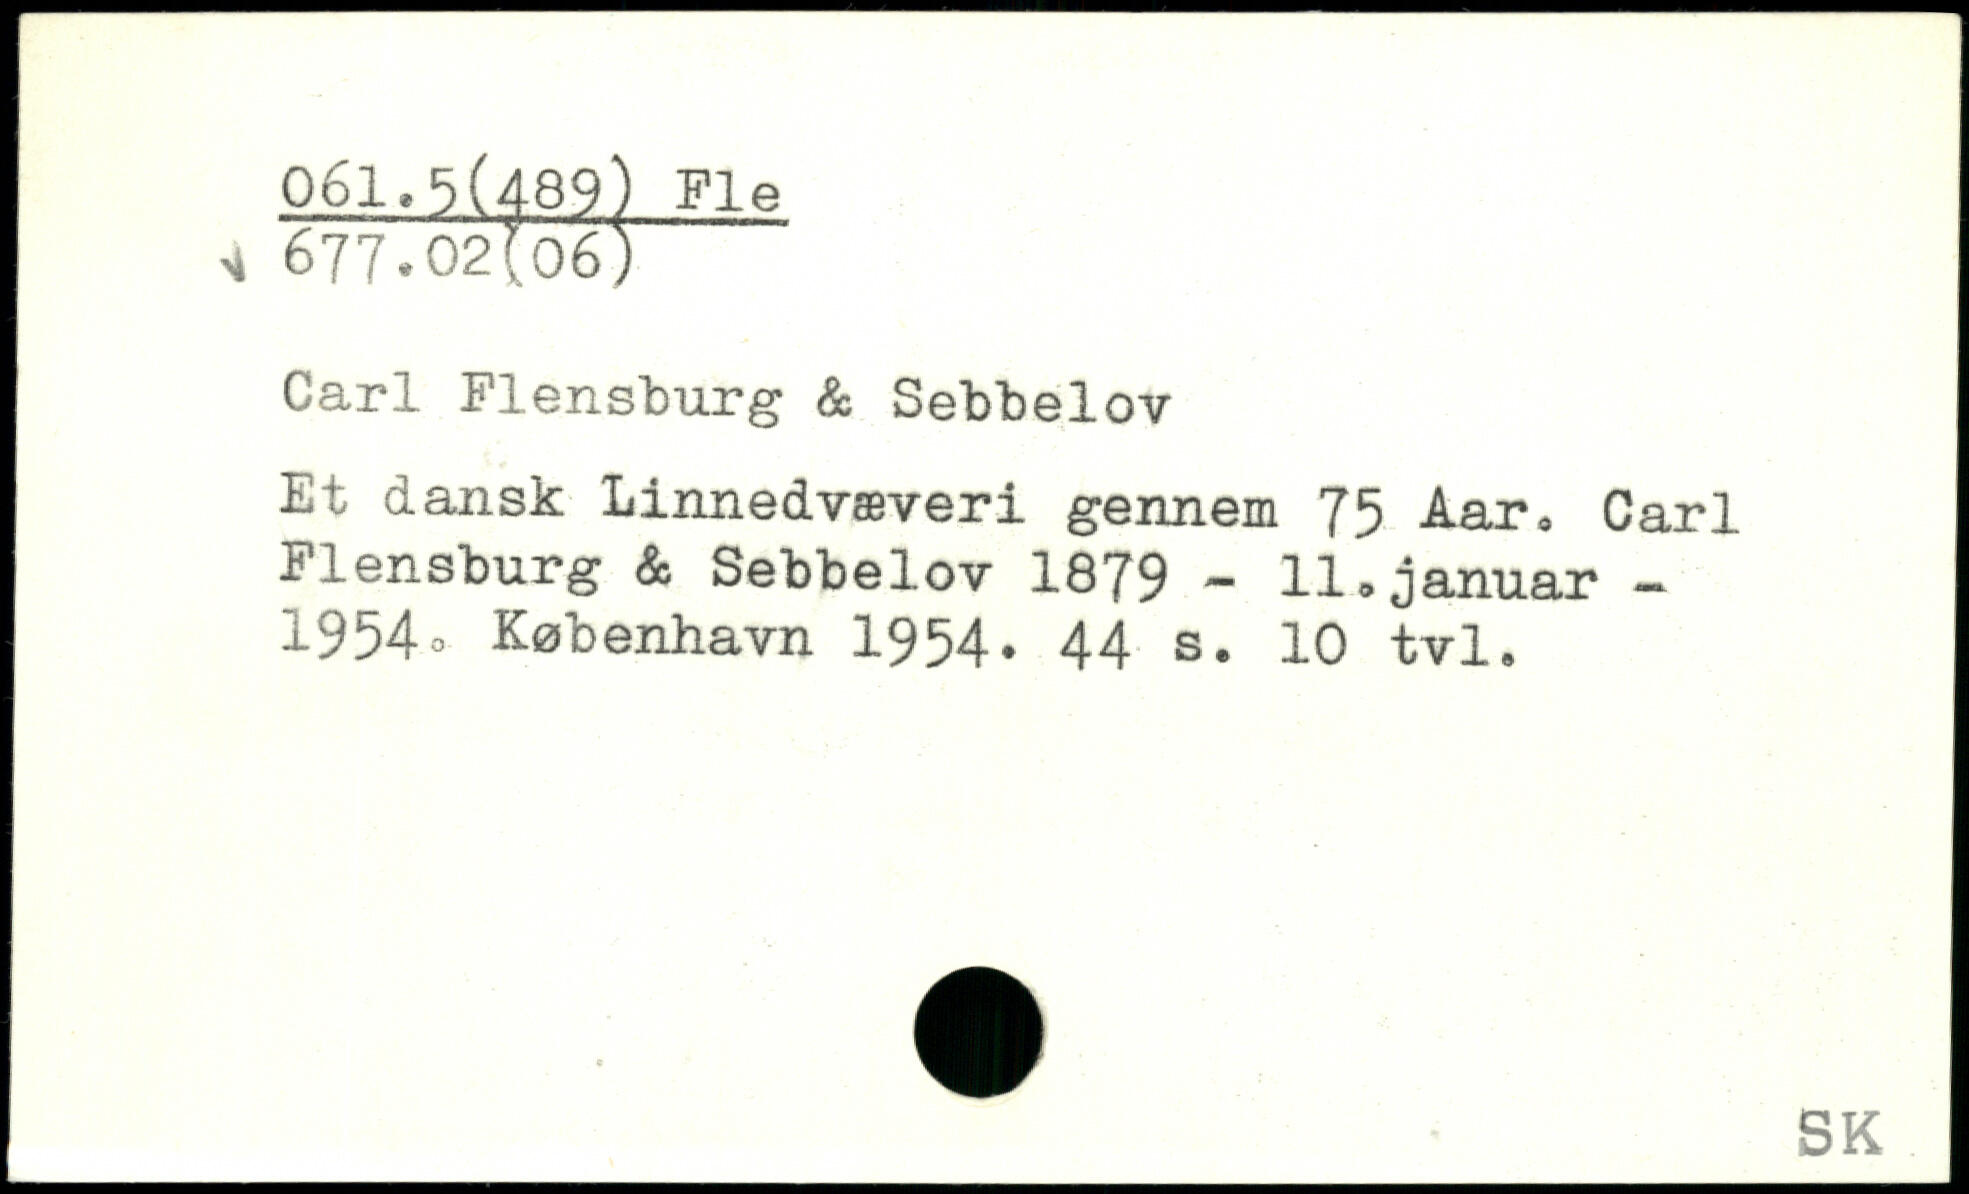 061.5(489) Fle
✓ 677.02(06)
Carl Flensburg & Sebbelov
Et dansk Linnedvæveri gennem 75 Aar. Carl
Flensburg & Sebbelov 1879 - 11.januar -
1954. København 1954. 44 s. 10 tvl.
SK